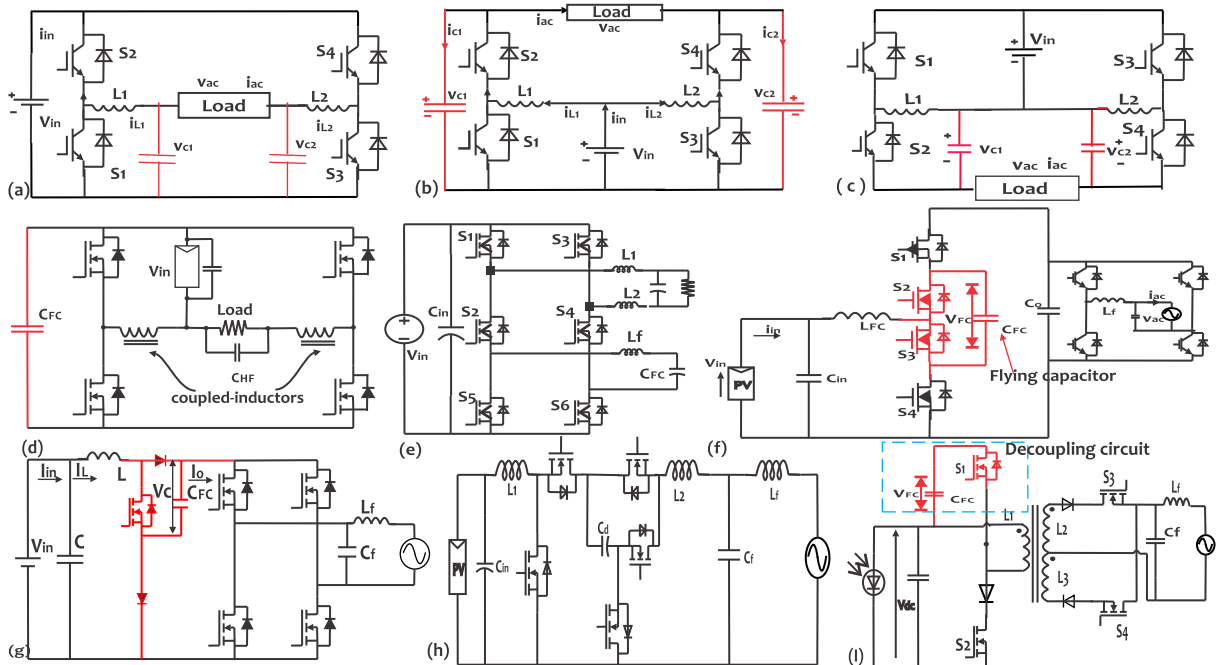 iin
S2
S4
vac
iac
L1
Load
L2
Vin
iL1
iL2
vC1
vC2
S1
S3
(a)
iC1
iac
Load
vac
iC2
S2
S4
vC1
L1
L2
vC2
iL1
iin
iL2
S1
S3
Vin
(b)
Vin
S1
S3
L1
L2
S2
S4
vC1
vC2
vac
iac
Load
(c)
Vin
Load
CFC
CHF
coupled-inductors
(d)
S1
S3
L1
L2
Cin
S2
S4
Vin
Lf
CFC
S5
S6
(e)
S1
S2
Co
iac
Lf
vac
LFC
VFC
CFC
iin
S3
Vin
PV
Cin
Flying capacitor
S4
(f)
Iin
IL
L
Io
Vc
CFC
Lf
Vin
C
Cf
(g)
L1
L2
Lf
PV
Cin
Cd
Cf
(h)
Decoupling circuit
S1
VFC
CFC
S3
Lf
L1
L2
Cf
Vdc
L3
S2
S4
(I)